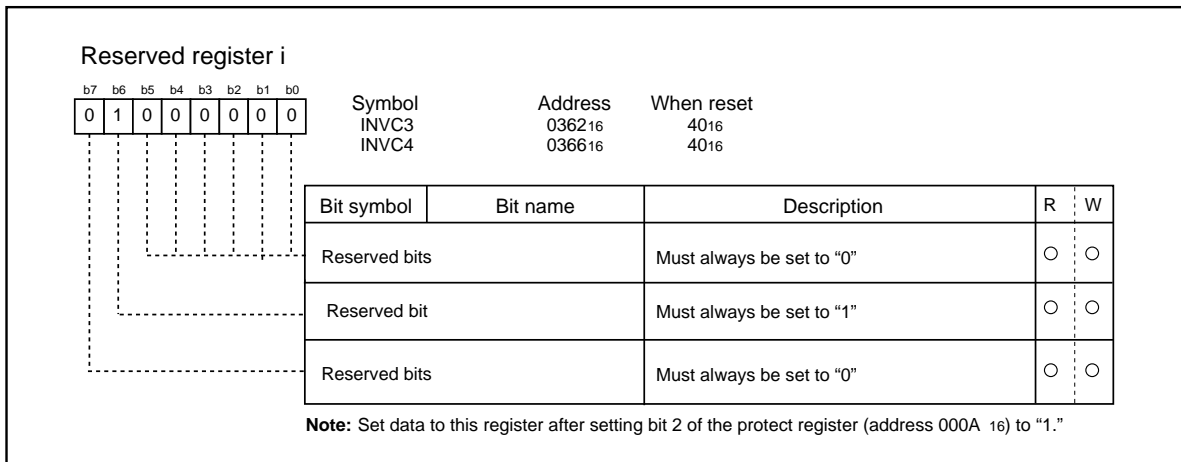 Reserved register i
b7 b6 b5 b4 b3 b2 b1 b0
0 1 0 0 0 0 0 0
Symbol Address When reset
INVC3 036216 4016
INVC4 036616 4016
Bit symbol Bit name Description R W
Reserved bits Must always be set to “0”
Reserved bit Must always be set to “1”
Reserved bits Must always be set to “0”
Note: Set data to this register after setting bit 2 of the protect register (address 000A 16) to “1.”